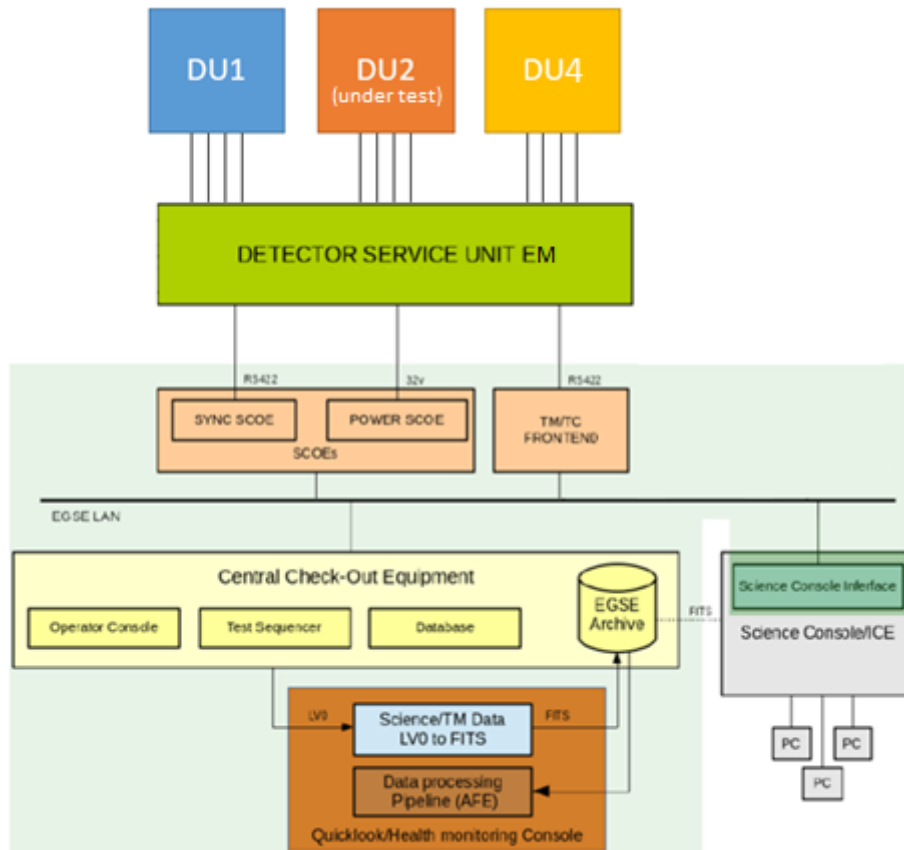 DU1
DU2
(under test)
DU4
DETECTOR SERVICE UNIT EM
RS422
32v
RS422
SYNC SCOE
POWER SCOE
SCOEs
TM/TC
FRONTEND
EGSE LAN
Central Check-Out Equipment
Operator Console
Test Sequencer
Database
EGSE
Archive
FITS
Science Console Interface
Science Console/ICE
LV0
Science/TM Data
LV0 to FITS
FITS
Data processing
Pipeline (AFE)
Quicklook/Health monitoring Console
PC
PC
PC